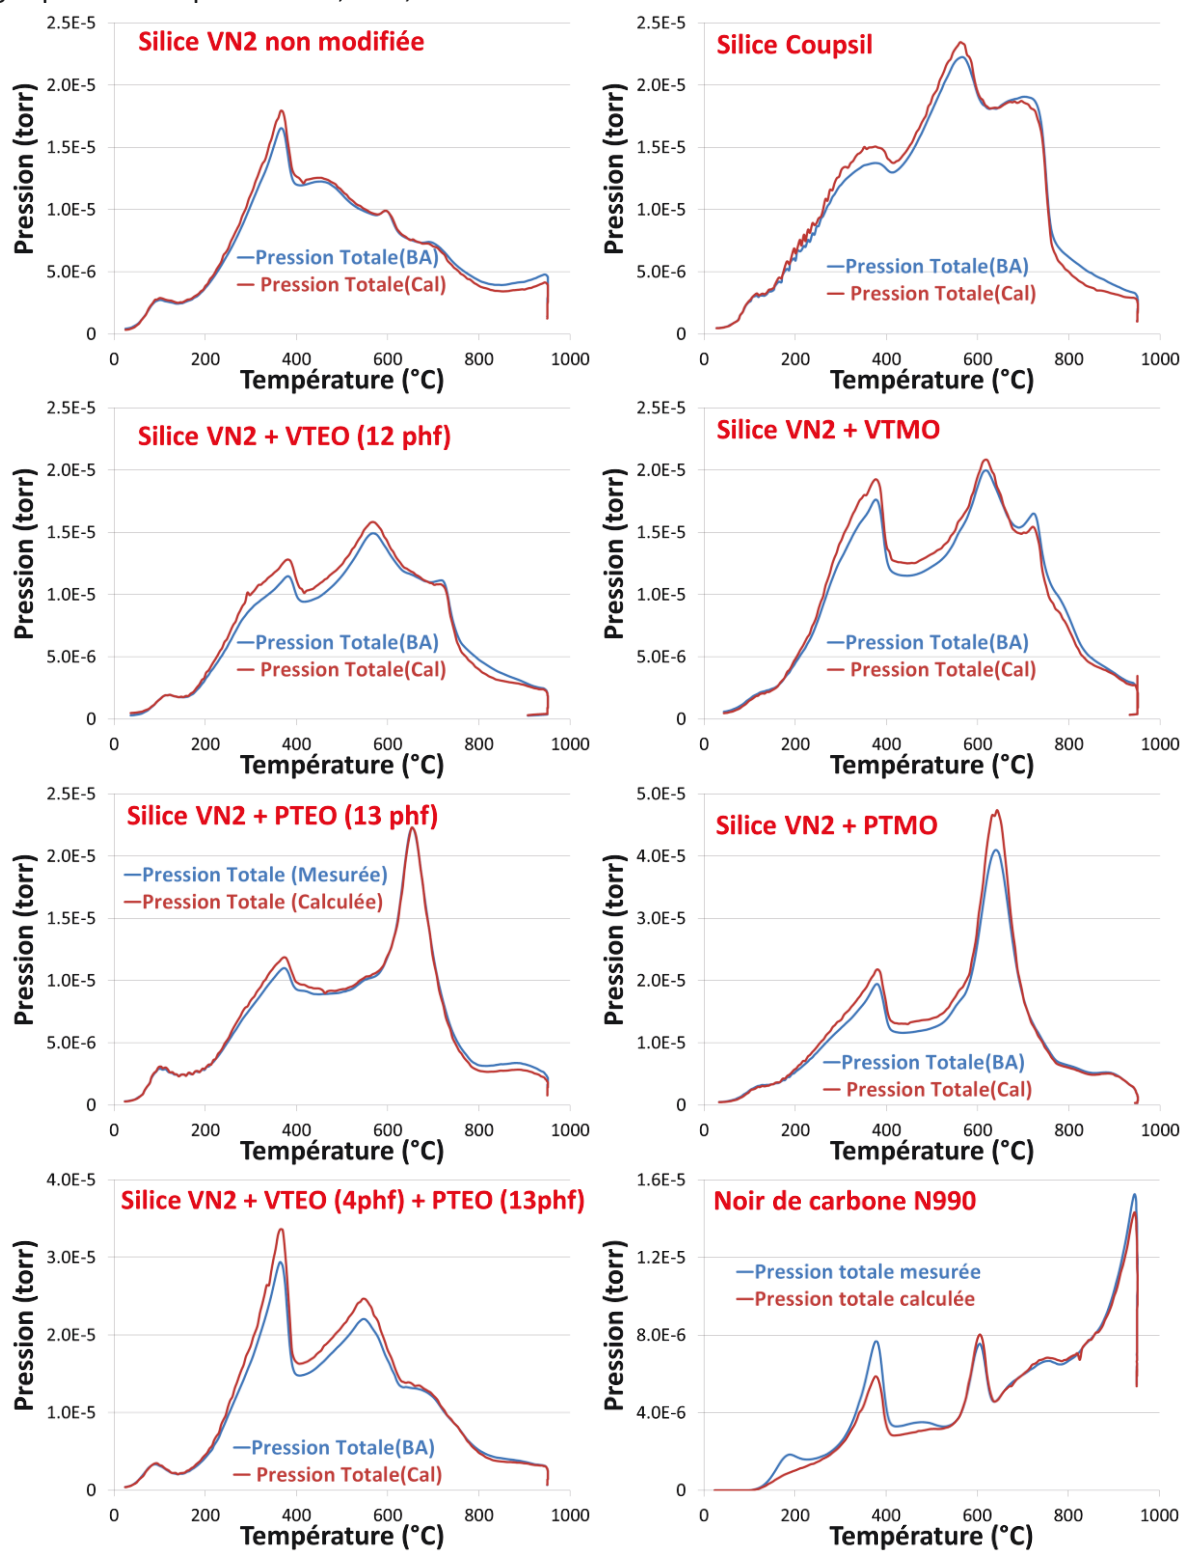 Silice VN2 non modifiée
Pression (torr)
2.5E-5
2.0E-5
1.5E-5
1.0E-5
5.0E-6
0
Pression Totale(BA)
Pression Totale(Cal)
0 200 400 600 800 1000
Température (°C)
Silice Coupsil
Pression (torr)
2.5E-5
2.0E-5
1.5E-5
1.0E-5
5.0E-6
0
Pression Totale(BA)
Pression Totale(Cal)
0 200 400 600 800 1000
Température (°C)
Silice VN2 + VTEO (12 phf)
Pression (torr)
2.5E-5
2.0E-5
1.5E-5
1.0E-5
5.0E-6
0
Pression Totale(BA)
Pression Totale(Cal)
0 200 400 600 800 1000
Température (°C)
Silice VN2 + VTMO
Pression (torr)
2.5E-5
2.0E-5
1.5E-5
1.0E-5
5.0E-6
0
Pression Totale(BA)
Pression Totale(Cal)
0 200 400 600 800 1000
Température (°C)
Silice VN2 + PTEO (13 phf)
Pression (torr)
2.5E-5
2.0E-5
1.5E-5
1.0E-5
5.0E-6
0
Pression Totale (Mesurée)
Pression Totale (Calculée)
0 200 400 600 800 1000
Température (°C)
Silice VN2 + PTMO
Pression (torr)
5.0E-5
4.0E-5
3.0E-5
2.0E-5
1.0E-5
0
Pression Totale(BA)
Pression Totale(Cal)
0 200 400 600 800 1000
Température (°C)
Silice VN2 + VTEO (4phf) + PTEO (13phf)
Pression (torr)
4.0E-5
3.0E-5
2.0E-5
1.0E-5
0
Pression Totale(BA)
Pression Totale(Cal)
0 200 400 600 800 1000
Température (°C)
Noir de carbone N990
Pression (torr)
1.6E-5
1.2E-5
8.0E-6
4.0E-6
0
Pression totale mesurée
Pression totale calculée
0 200 400 600 800 1000
Température (°C)